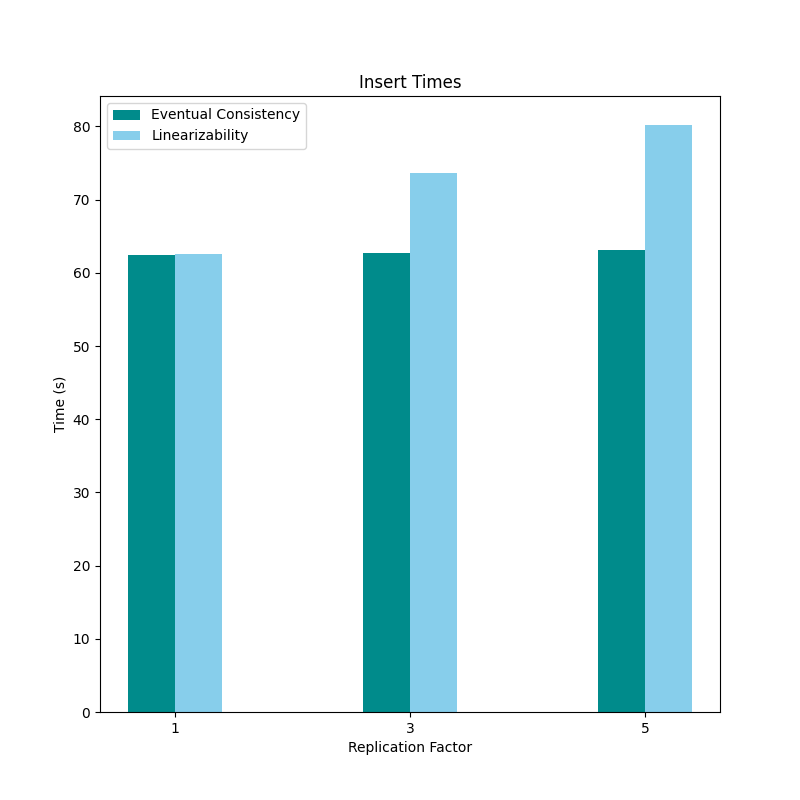 Insert Times
Eventual Consistency
Linearizability
80
70
60
50
40
30
20
10
0
Time (s)
1 3 5
Replication Factor